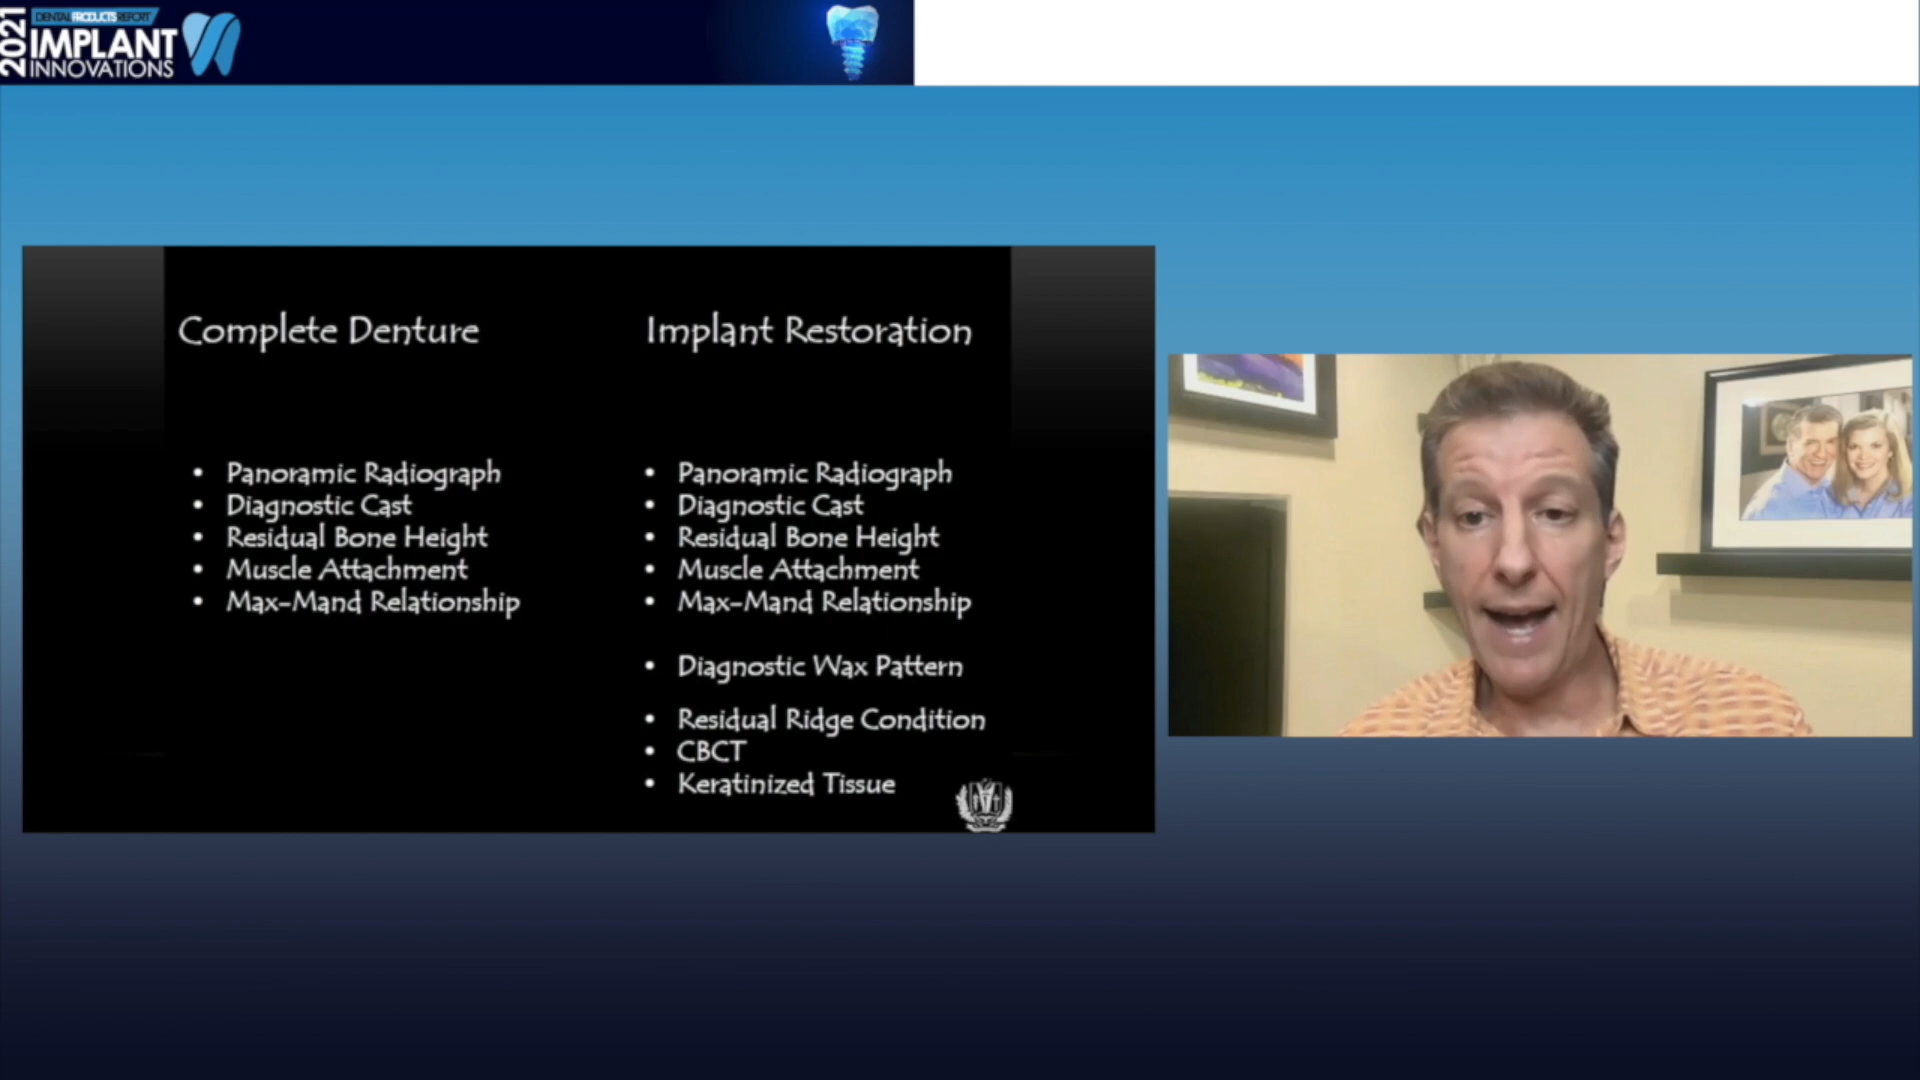 2021
DENTAL PRODUCTS REPORT
IMPLANT
INNOVATIONS
Complete Denture
• Panoramic Radiograph
• Diagnostic Cast
• Residual Bone Height
• Muscle Attachment
• Max-Mand Relationship
Implant Restoration
• Panoramic Radiograph
• Diagnostic Cast
• Residual Bone Height
• Muscle Attachment
• Max-Mand Relationship
• Diagnostic Wax Pattern
• Residual Ridge Condition
• CBCT
• Keratinized Tissue